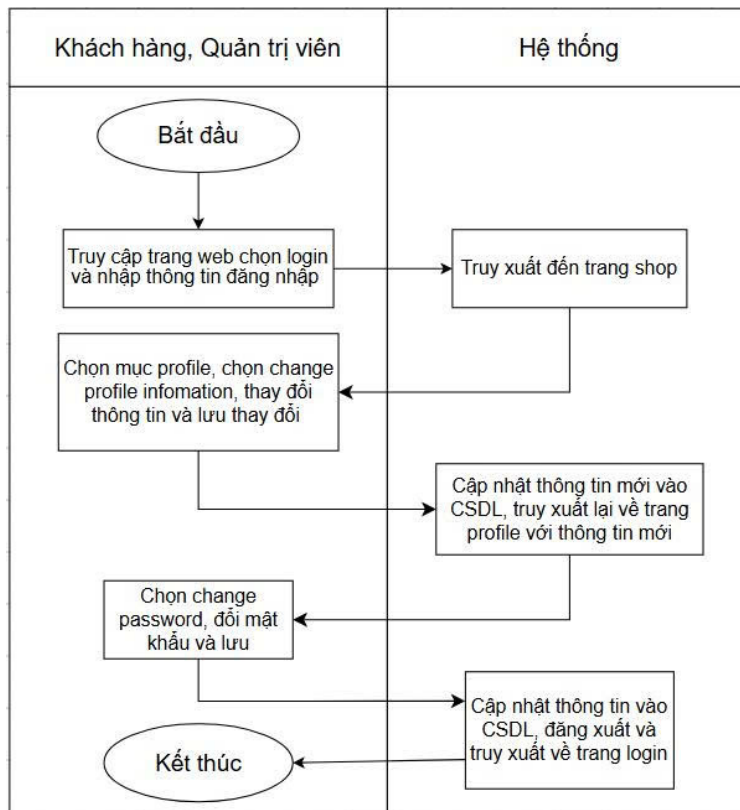 Khách hàng, Quản trị viên
Hệ thống
Bắt đầu
Truy cập trang web chọn login
và nhập thông tin đăng nhập
Truy xuất đến trang shop
Chọn mục profile, chọn change
profile infomation, thay đổi
thông tin và lưu thay đổi
Cập nhật thông tin mới vào
CSDL, truy xuất lại về trang
profile với thông tin mới
Chọn change
password, đổi mật
khẩu và lưu
Cập nhật thông tin vào
CSDL, đăng xuất và
truy xuất về trang login
Kết thúc